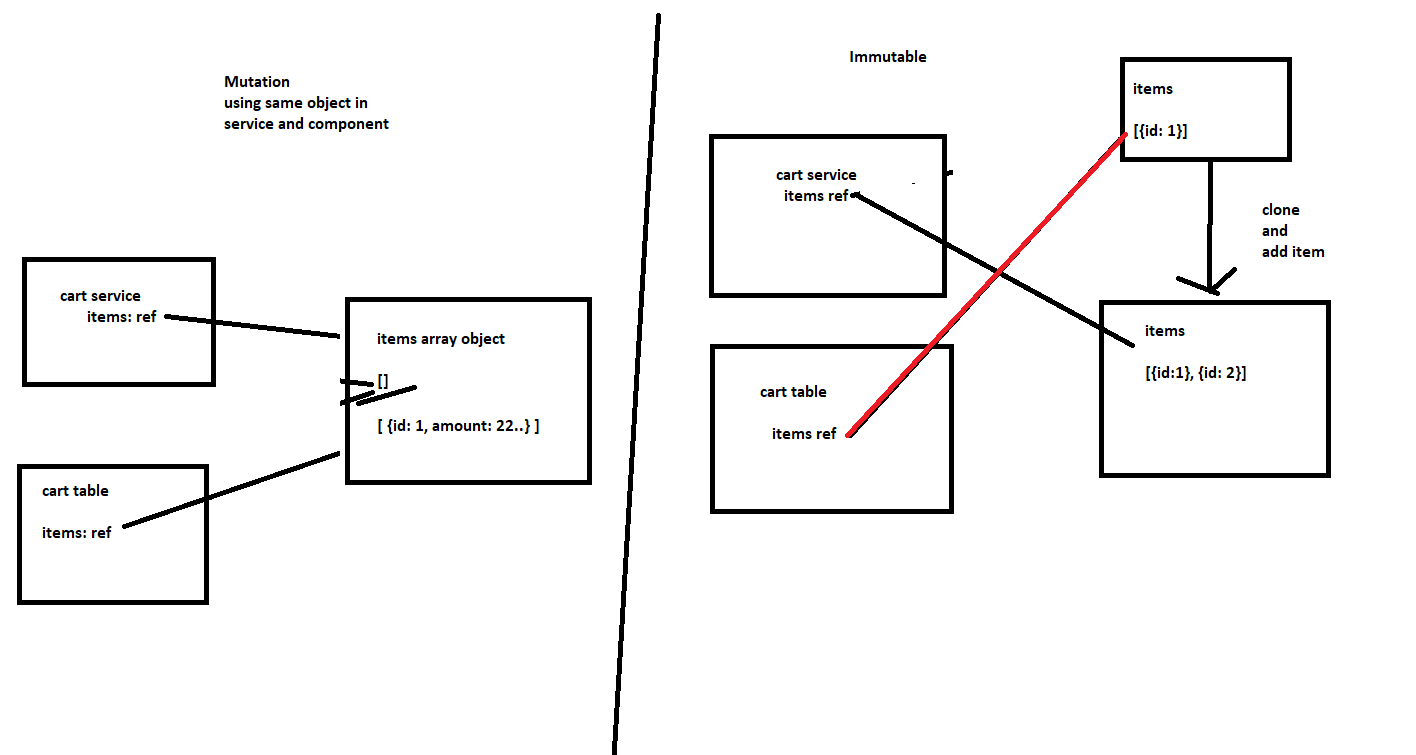 Mutation
using same object in
service and component
cart service
items: ref
items array object
[]
[ {id: 1, amount: 22..} ]
cart table
items: ref
Immutable
items
[{id: 1}]
cart service
items ref
clone
and
add item
cart table
items ref
items
[{id:1}, {id: 2}]